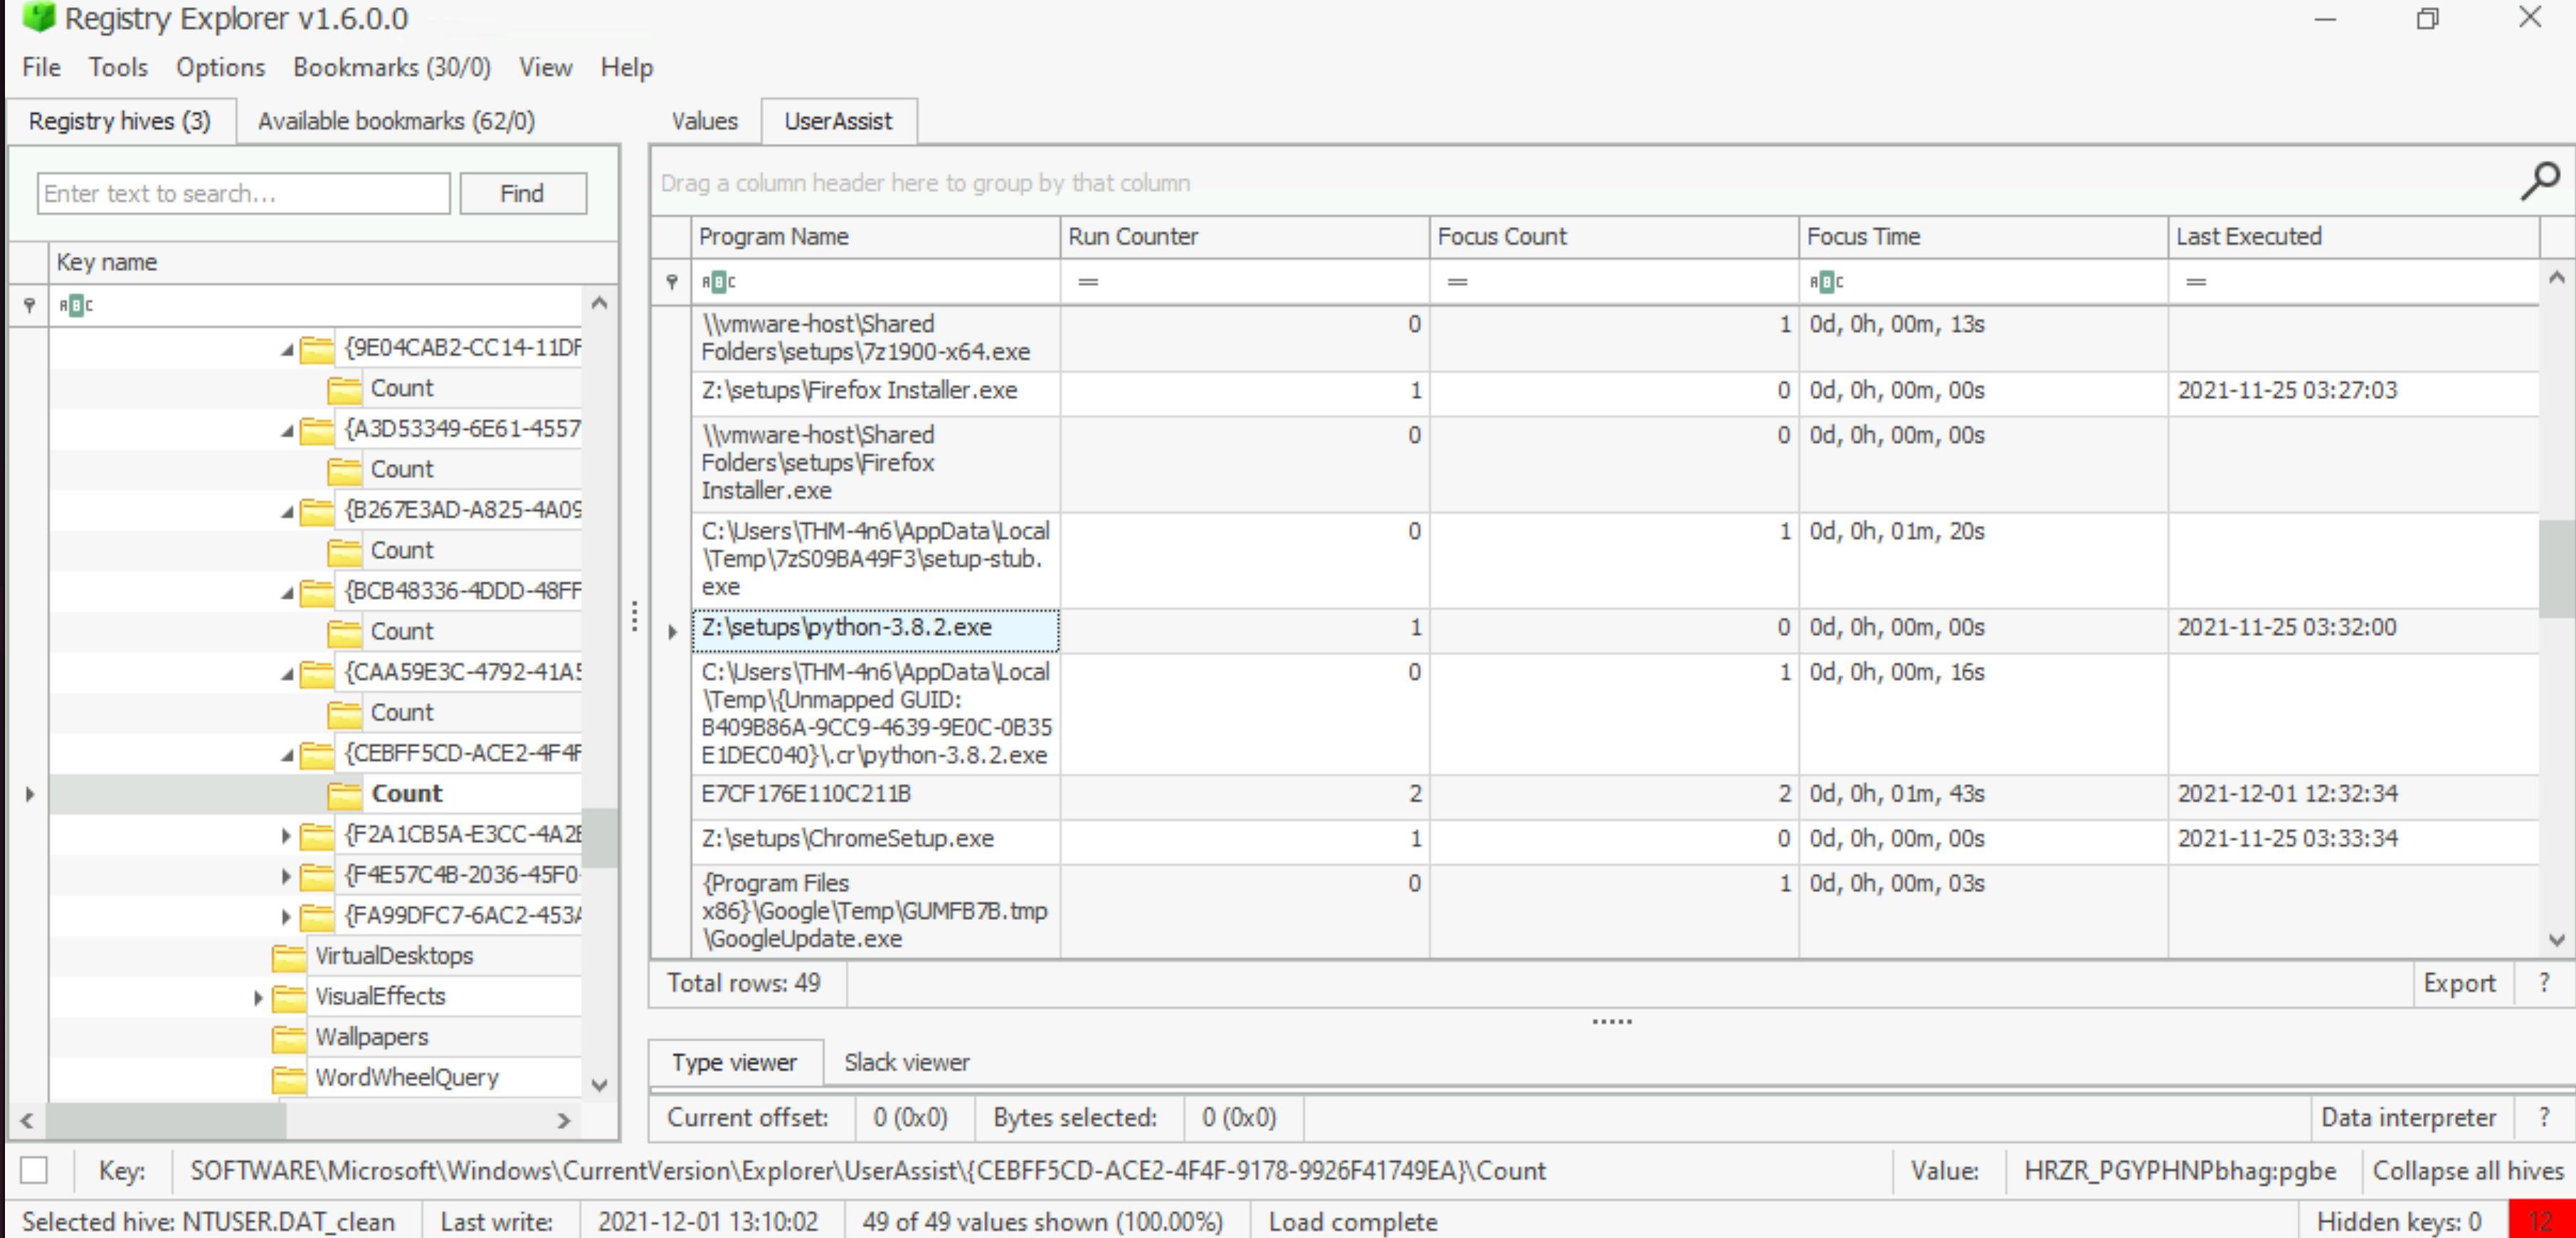 Registry Explorer v1.6.0.0
File Tools Options Bookmarks (30/0) View Help
Registry hives (3) Available bookmarks (62/0)
Enter text to search... Find
Key name
ABC
{9E04CAB2-CC14-11DF
Count
{A3D53349-6E61-4557
Count
{B267E3AD-A825-4A09
Count
{BCB48336-4DDD-48FF
Count
{CAA59E3C-4792-41A5
Count
{CEBFF5CD-ACE2-4F4F
Count
{F2A1CB5A-E3CC-4A2E
{F4E57C4B-2036-45F0-
{FA99DFC7-6AC2-453A
VirtualDesktops
VisualEffects
Wallpapers
WordWheelQuery
Values UserAssist
Drag a column header here to group by that column
Program Name Run Counter Focus Count Focus Time Last Executed
ABC = = ABC =
\\vmware-host\Shared 0 1 0d, 0h, 00m, 13s
Folders\setups\7z1900-x64.exe
Z:\setups\Firefox Installer.exe 1 0 0d, 0h, 00m, 00s 2021-11-25 03:27:03
\\vmware-host\Shared 0 0 0d, 0h, 00m, 00s
Folders\setups\Firefox
Installer.exe
C:\Users\THM-4n6\AppData\Local 0 1 0d, 0h, 01m, 20s
\Temp\7zS09BA49F3\setup-stub.
exe
Z:\setups\python-3.8.2.exe 1 0 0d, 0h, 00m, 00s 2021-11-25 03:32:00
C:\Users\THM-4n6\AppData\Local 0 1 0d, 0h, 00m, 16s
\Temp\{Unmapped GUID:
B409B86A-9CC9-4639-9E0C-0B35
E1DEC040}\.cr\python-3.8.2.exe
E7CF176E110C211B 2 2 0d, 0h, 01m, 43s 2021-12-01 12:32:34
Z:\setups\ChromeSetup.exe 1 0 0d, 0h, 00m, 00s 2021-11-25 03:33:34
{Program Files 0 1 0d, 0h, 00m, 03s
x86}\Google\Temp\GUMFB7B.tmp
\GoogleUpdate.exe
Total rows: 49 Export ?
Type viewer Slack viewer
Current offset: 0 (0x0) Bytes selected: 0 (0x0) Data interpreter ?
Key: SOFTWARE\Microsoft\Windows\CurrentVersion\Explorer\UserAssist\{CEBFF5CD-ACE2-4F4F-9178-9926F41749EA}\Count Value: HRZR_PGYPHNPbhag:pgbe Collapse all hives
Selected hive: NTUSER.DAT_clean Last write: 2021-12-01 13:10:02 49 of 49 values shown (100.00%) Load complete Hidden keys: 0 12